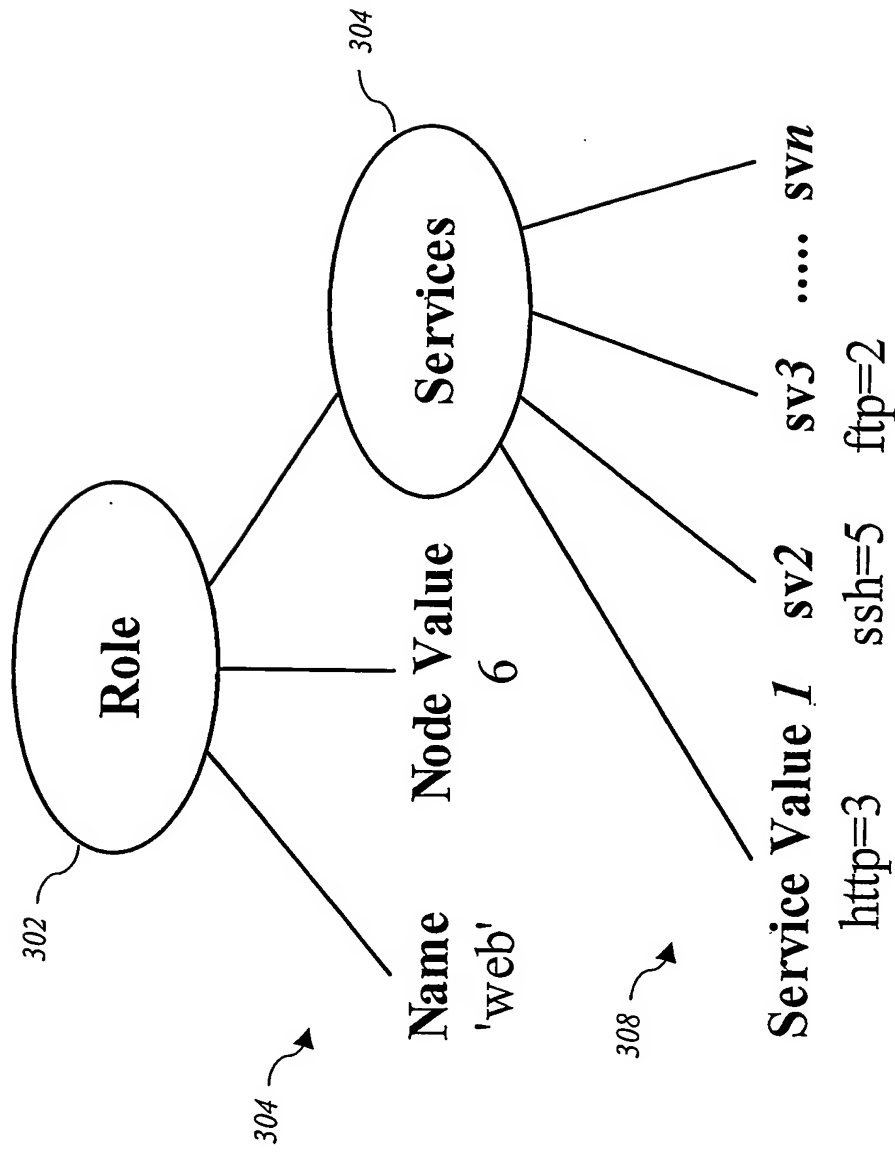 302
Role
304
Name
'web'
Node Value
6
Services
304
308
Service Value 1
http=3
sv2
ssh=5
sv3
ftp=2
.....
svn